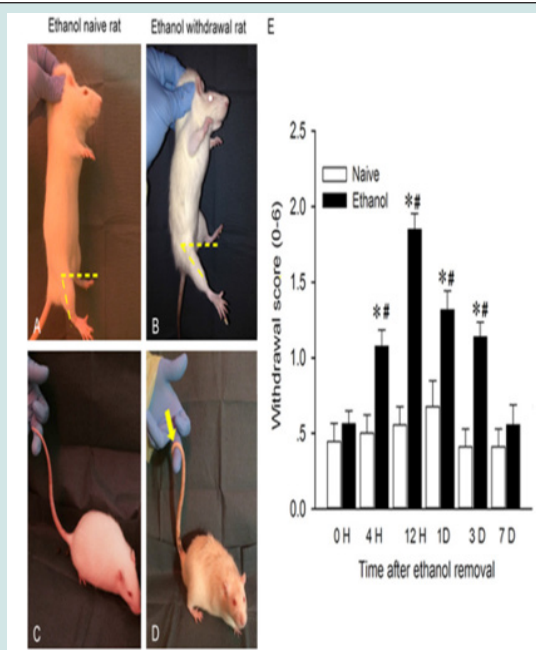 Ethanol naive rat
Ethanol withdrawal rat
E
A
B
C
D
Withdrawal score (0-6)
2.5
2.0
1.5
1.0
.5
0.0
Naive
Ethanol
*#
*#
*#
*#
0 H 4 H 12 H 1D 3 D 7 D
Time after ethanol removal